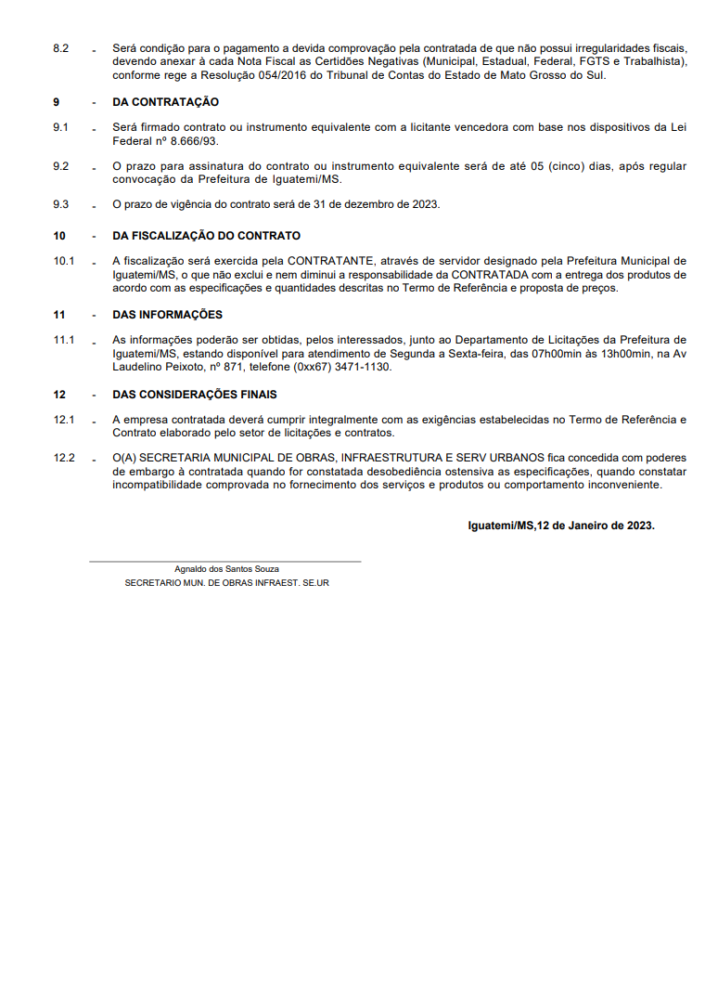 8.2 - Será condição para o pagamento a devida comprovação pela contratada de que não possui irregularidades fiscais,
devendo anexar à cada Nota Fiscal as Certidões Negativas (Municipal, Estadual, Federal, FGTS e Trabalhista),
conforme rege a Resolução 054/2016 do Tribunal de Contas do Estado de Mato Grosso do Sul.
9 - DA CONTRATAÇÃO
9.1 - Será firmado contrato ou instrumento equivalente com a licitante vencedora com base nos dispositivos da Lei
Federal nº 8.666/93.
9.2 - O prazo para assinatura do contrato ou instrumento equivalente será de até 05 (cinco) dias, após regular
convocação da Prefeitura de Iguatemi/MS.
9.3 - O prazo de vigência do contrato será de 31 de dezembro de 2023.
10 - DA FISCALIZAÇÃO DO CONTRATO
10.1 - A fiscalização será exercida pela CONTRATANTE, através de servidor designado pela Prefeitura Municipal de
Iguatemi/MS, o que não exclui e nem diminui a responsabilidade da CONTRATADA com a entrega dos produtos de
acordo com as especificações e quantidades descritas no Termo de Referência e proposta de preços.
11 - DAS INFORMAÇÕES
11.1 - As informações poderão ser obtidas, pelos interessados, junto ao Departamento de Licitações da Prefeitura de
Iguatemi/MS, estando disponível para atendimento de Segunda a Sexta-feira, das 07h00min às 13h00min, na Av
Laudelino Peixoto, nº 871, telefone (0xx67) 3471-1130.
12 - DAS CONSIDERAÇÕES FINAIS
12.1 - A empresa contratada deverá cumprir integralmente com as exigências estabelecidas no Termo de Referência e
Contrato elaborado pelo setor de licitações e contratos.
12.2 - O(A) SECRETARIA MUNICIPAL DE OBRAS, INFRAESTRUTURA E SERV URBANOS fica concedida com poderes
de embargo à contratada quando for constatada desobediência ostensiva as especificações, quando constatar
incompatibilidade comprovada no fornecimento dos serviços e produtos ou comportamento inconveniente.
Iguatemi/MS,12 de Janeiro de 2023.
Agnaldo dos Santos Souza
SECRETARIO MUN. DE OBRAS INFRAEST. SE.UR